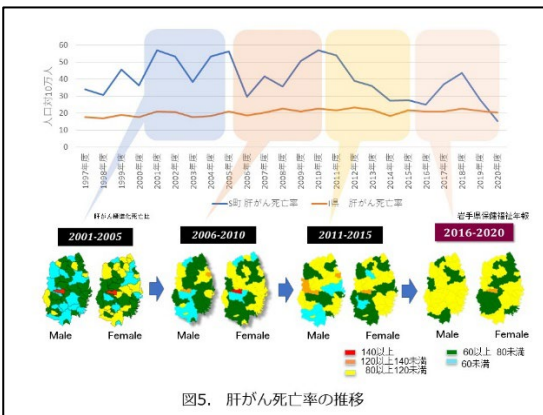 60
50
40
30
20
10
0
人口対10万人
1997年度
1998年度
1999年度
2000年度
2001年度
2002年度
2003年度
2004年度
2005年度
2006年度
2007年度
2008年度
2009年度
2010年度
2011年度
2012年度
2013年度
2014年度
2015年度
2016年度
2017年度
2018年度
2019年度
2020年度
S町 肝がん死亡率
I県 肝がん死亡率
肝がん標準化死亡比
岩手県保健福祉年報
2001-2005
2006-2010
2011-2015
2016-2020
Male Female Male Female Male Female Male Female
140以上
120以上140未満
80以上120未満
60以上 80未満
60未満
図5. 肝がん死亡率の推移